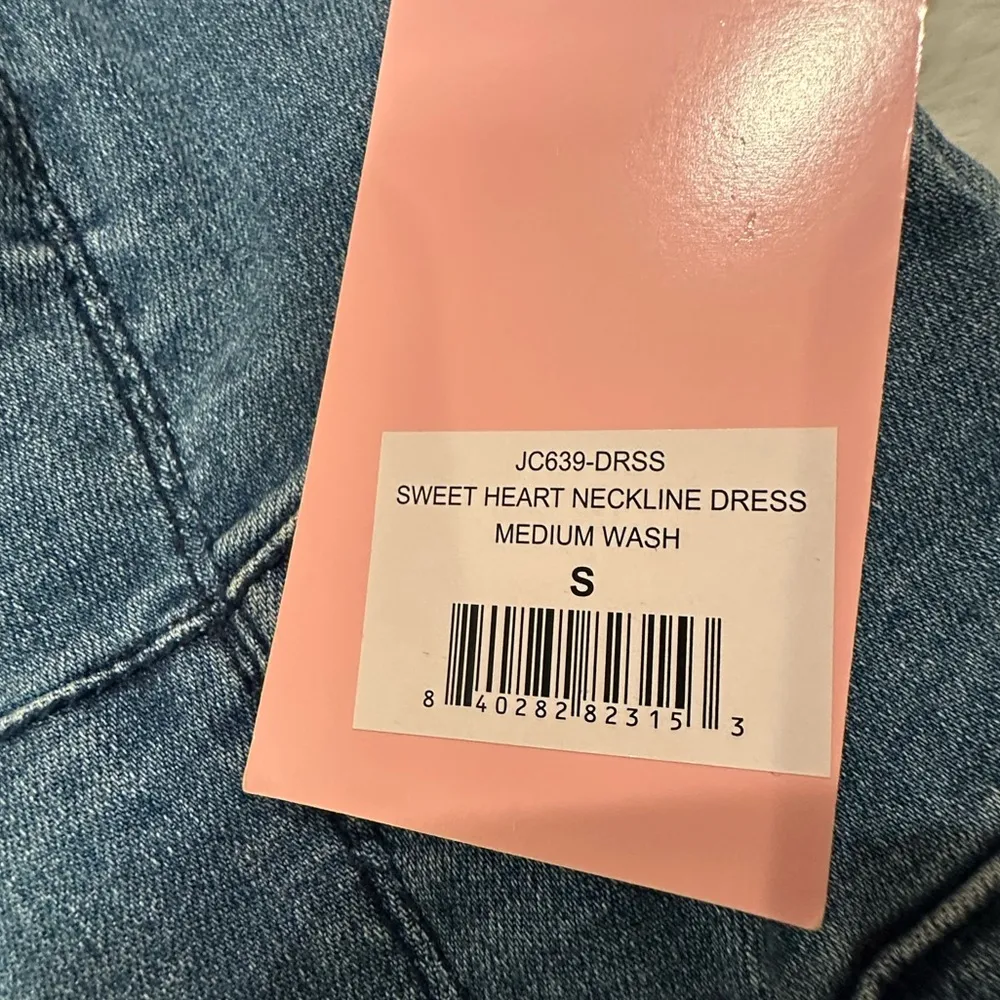 JC639-DRSS
SWEET HEART NECKLINE DRESS
MEDIUM WASH
S
8 40282 82315 3